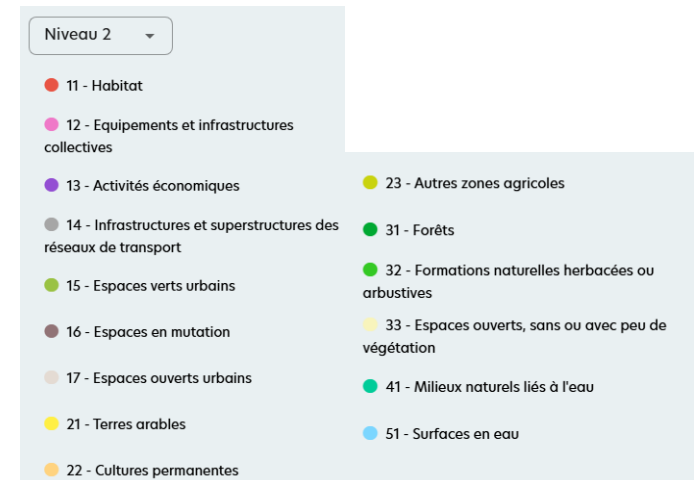 Niveau 2
11 - Habitat
12 - Equipements et infrastructures
collectives
13 - Activités économiques
14 - Infrastructures et superstructures des
réseaux de transport
15 - Espaces verts urbains
16 - Espaces en mutation
17 - Espaces ouverts urbains
21 - Terres arables
22 - Cultures permanentes
23 - Autres zones agricoles
31 - Forêts
32 - Formations naturelles herbacées ou
arbustives
33 - Espaces ouverts, sans ou avec peu de
végétation
41 - Milieux naturels liés à l'eau
51 - Surfaces en eau